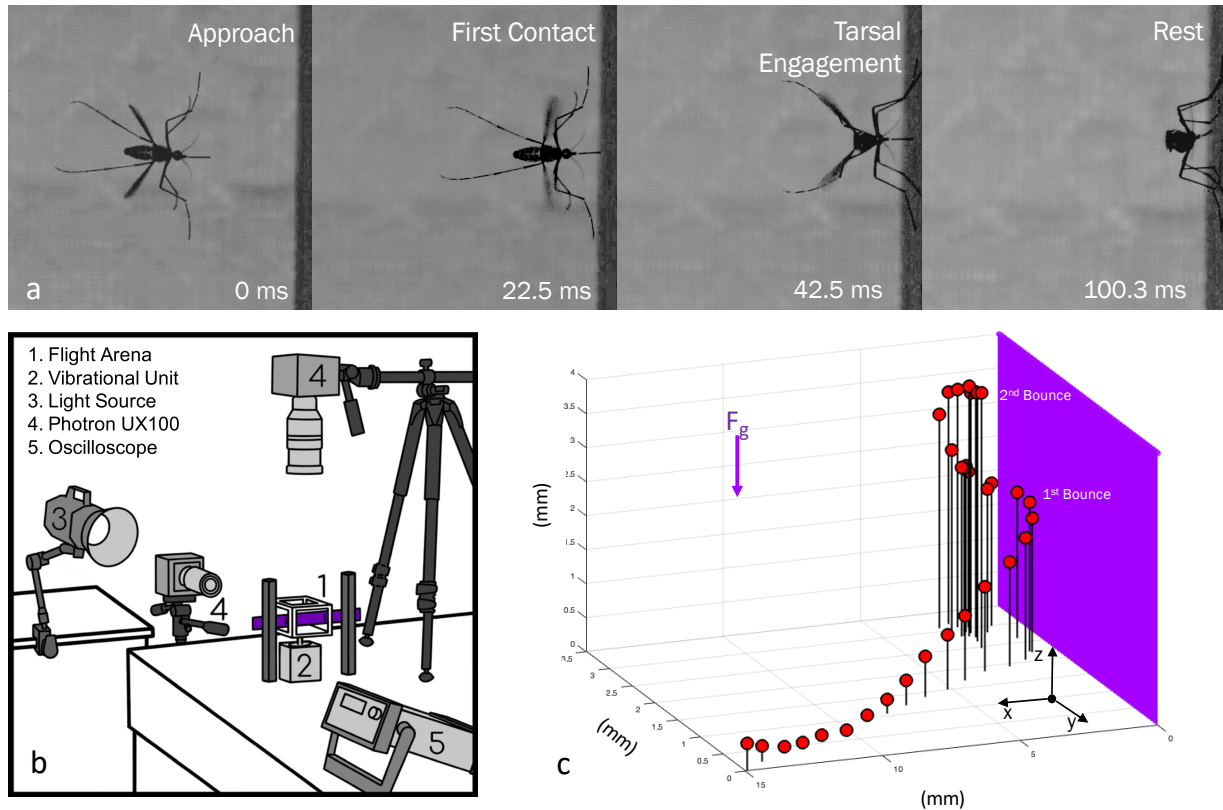 Approach
First Contact
Tarsal
Engagement
Rest
a
0 ms
22.5 ms
42.5 ms
100.3 ms
1. Flight Arena
2. Vibrational Unit
3. Light Source
4. Photron UX100
5. Oscilloscope
4
3
4
1
2
5
b
4
3.5
3
2.5
2
1.5
1
0.5
0
(mm)
3.5
3
2.5
2
1.5
1
0.5
0
(mm)
15
10
5
0
(mm)
Fg
2nd Bounce
1st Bounce
z
x
y
c